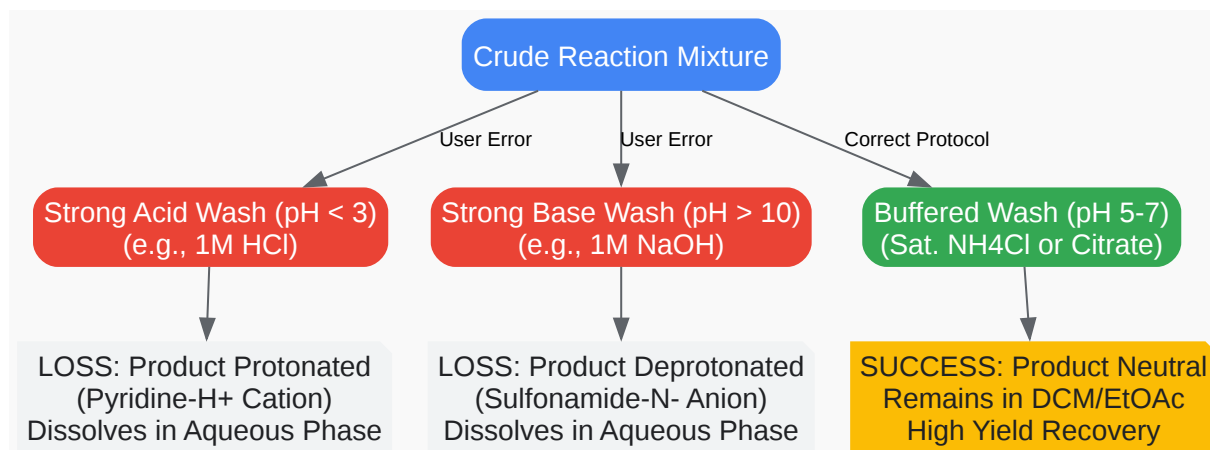 Crude Reaction Mixture
User Error
User Error
Correct Protocol
Strong Acid Wash (pH < 3)
(e.g., 1M HCl)
Strong Base Wash (pH > 10)
(e.g., 1M NaOH)
Buffered Wash (pH 5-7)
(Sat. NH4Cl or Citrate)
LOSS: Product Protonated
(Pyridine-H+ Cation)
Dissolves in Aqueous Phase
LOSS: Product Deprotonated
(Sulfonamide-N- Anion)
Dissolves in Aqueous Phase
SUCCESS: Product Neutral
Remains in DCM/EtOAc
High Yield Recovery